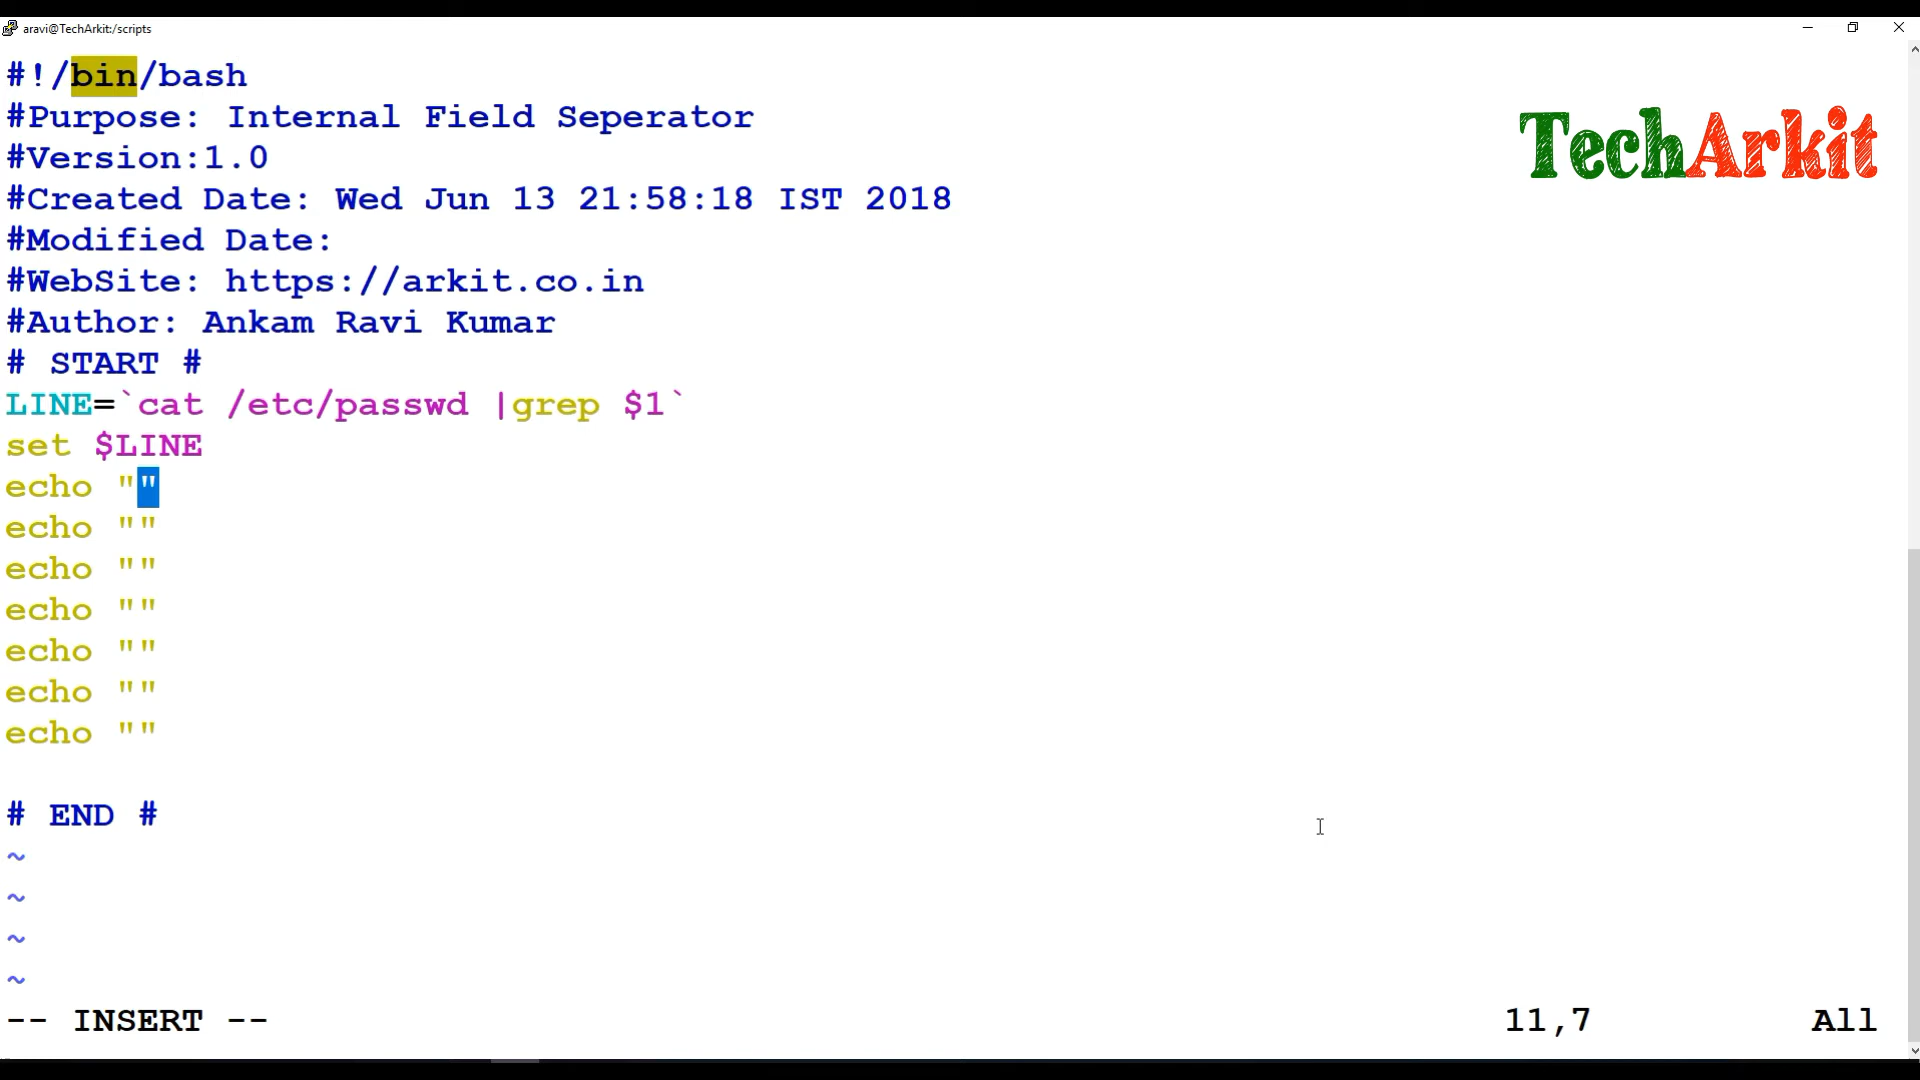 aravi@TechArkit:/scripts
#!/bin/bash
#Purpose: Internal Field Seperator
#Version:1.0
#Created Date: Wed Jun 13 21:58:18 IST 2018
#Modified Date:
#WebSite: https://arkit.co.in
#Author: Ankam Ravi Kumar
# START #
LINE=`cat /etc/passwd |grep $1`
set $LINE
echo ""
echo ""
echo ""
echo ""
echo ""
echo ""
echo ""
# END #
~
~
~
~
-- INSERT -- 11,7 All
TechArkit